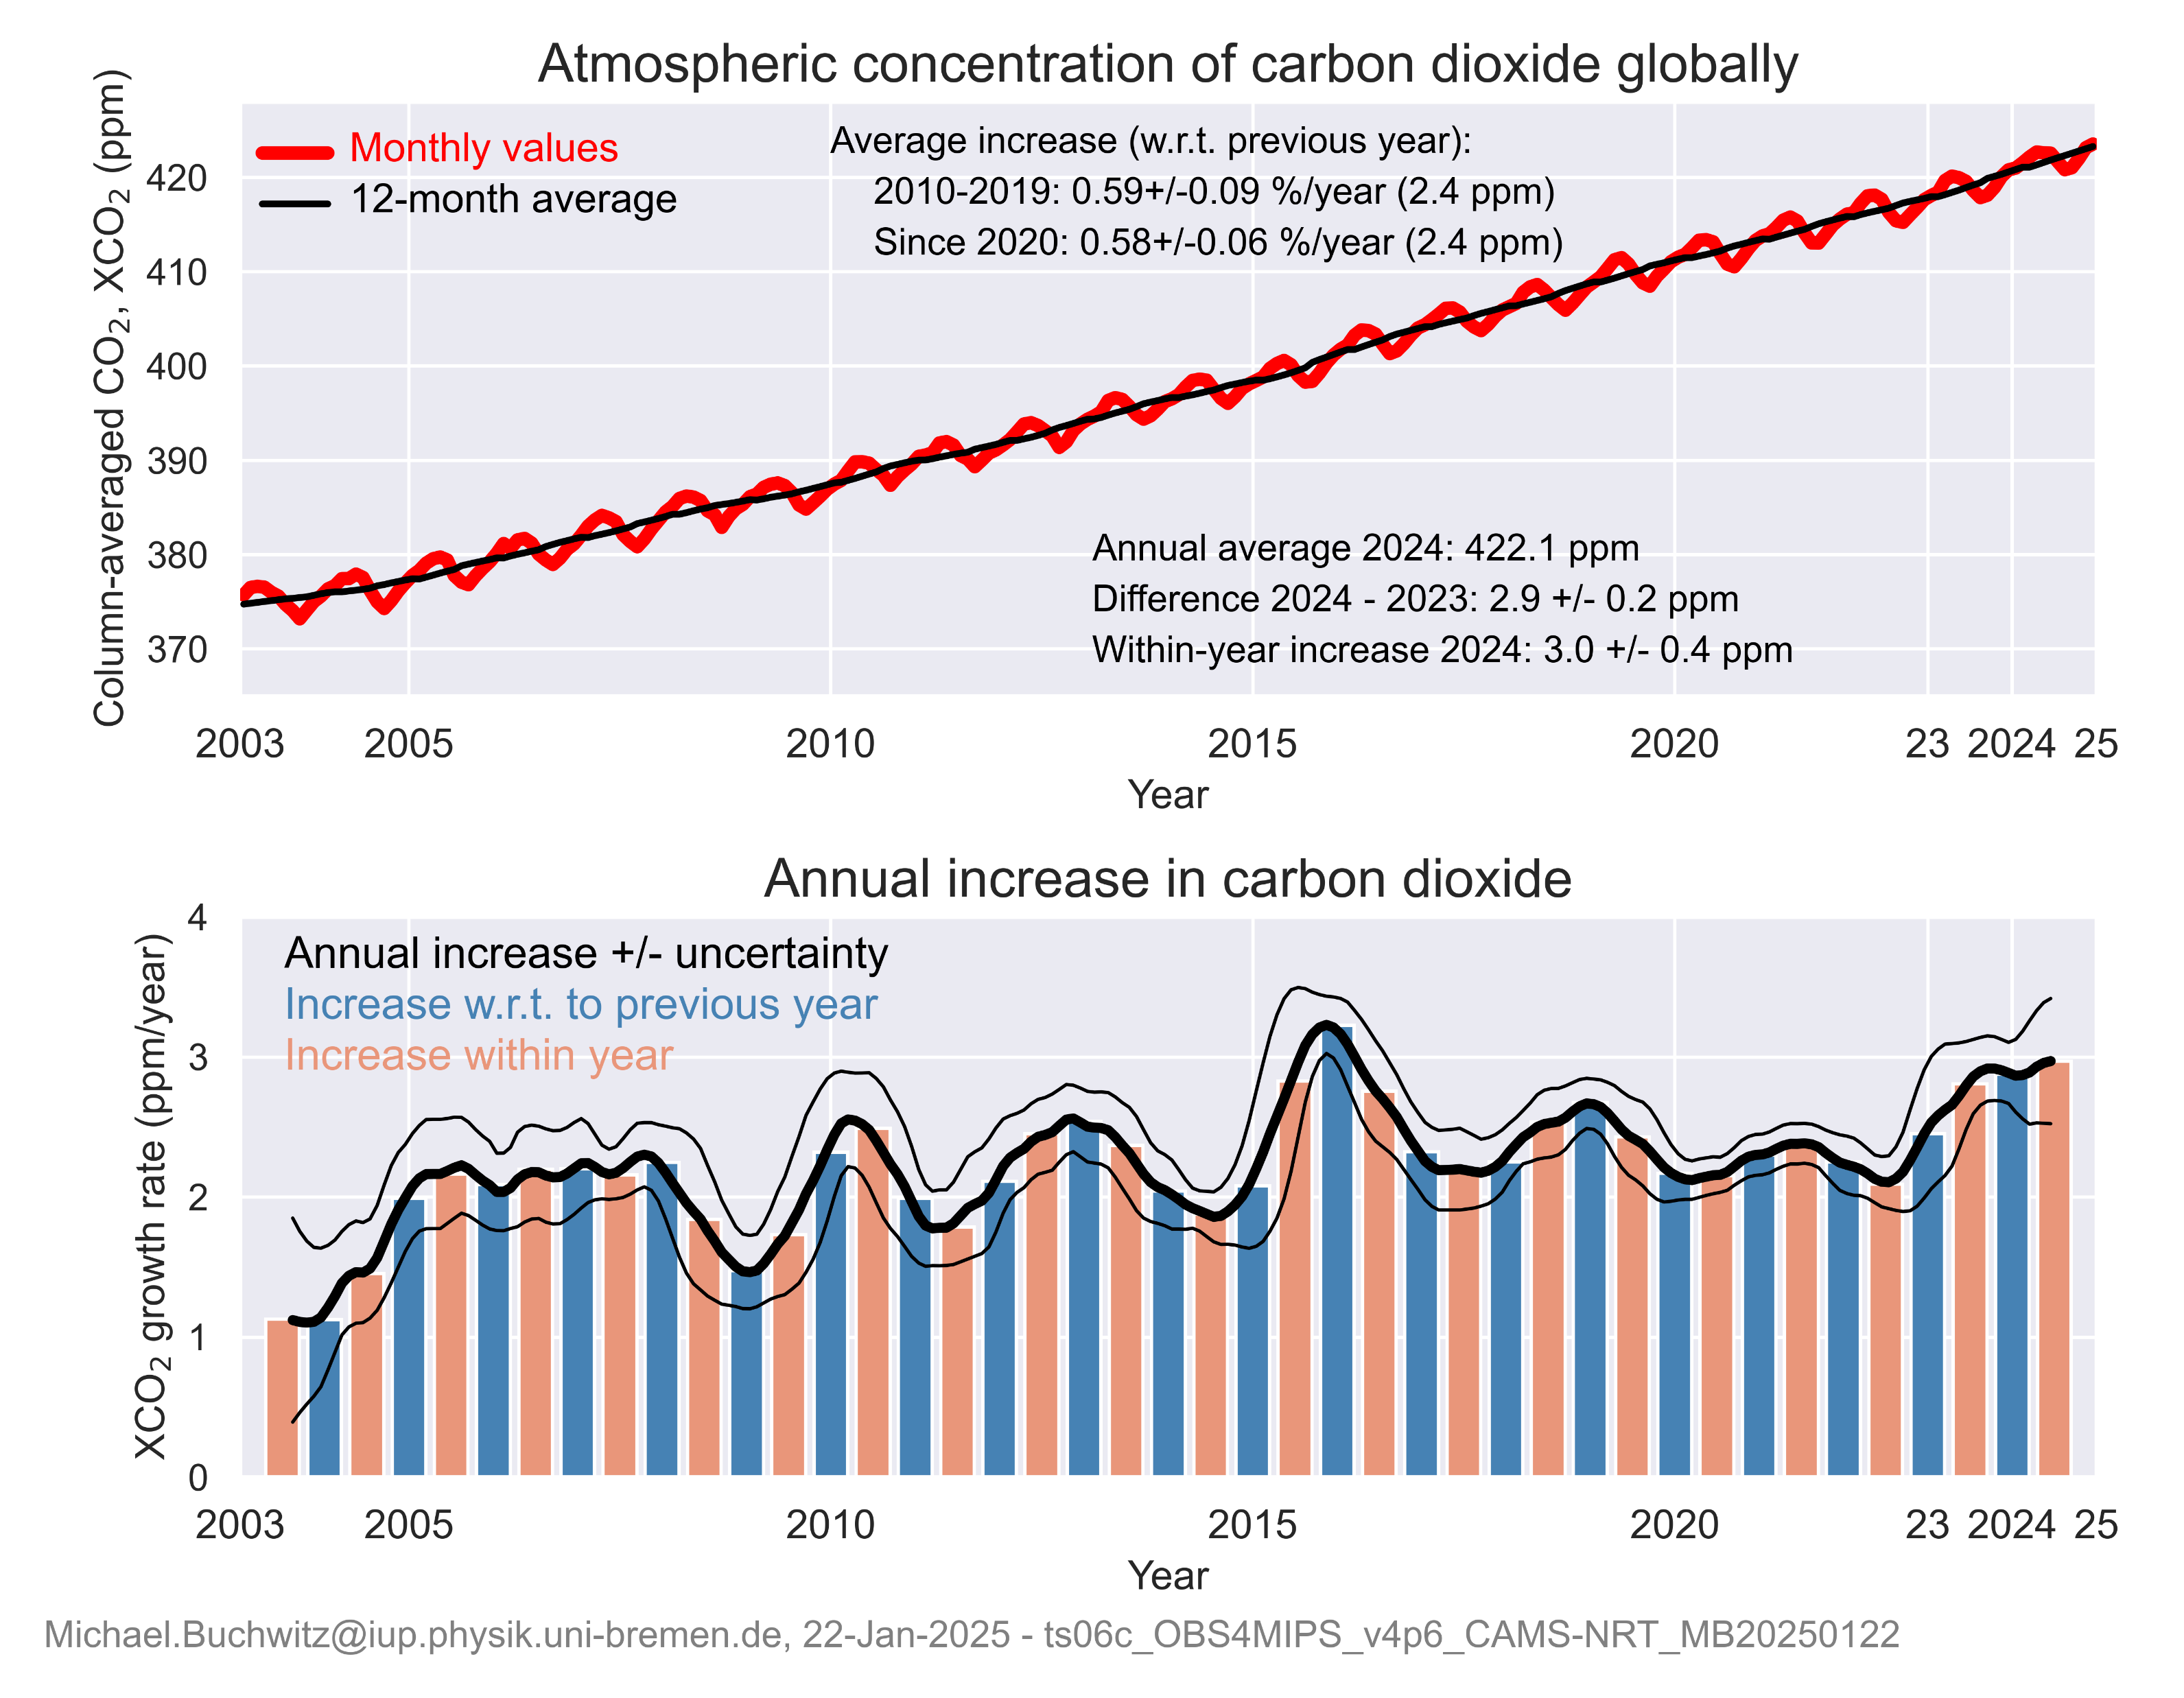 Atmospheric concentration of carbon dioxide globally
Column-averaged CO₂, XCO₂ (ppm)
420
410
400
390
380
370
Monthly values
12-month average
Average increase (w.r.t. previous year):
2010-2019: 0.59+/-0.09 %/year (2.4 ppm)
Since 2020: 0.58+/-0.06 %/year (2.4 ppm)
Annual average 2024: 422.1 ppm
Difference 2024 - 2023: 2.9 +/- 0.2 ppm
Within-year increase 2024: 3.0 +/- 0.4 ppm
2003 2005 2010 2015 2020 23 2024 25
Year
Annual increase in carbon dioxide
XCO₂ growth rate (ppm/year)
4
3
2
1
0
Annual increase +/- uncertainty
Increase w.r.t. to previous year
Increase within year
2003 2005 2010 2015 2020 23 2024 25
Year
Michael.Buchwitz@iup.physik.uni-bremen.de, 22-Jan-2025 - ts06c_OBS4MIPS_v4p6_CAMS-NRT_MB20250122